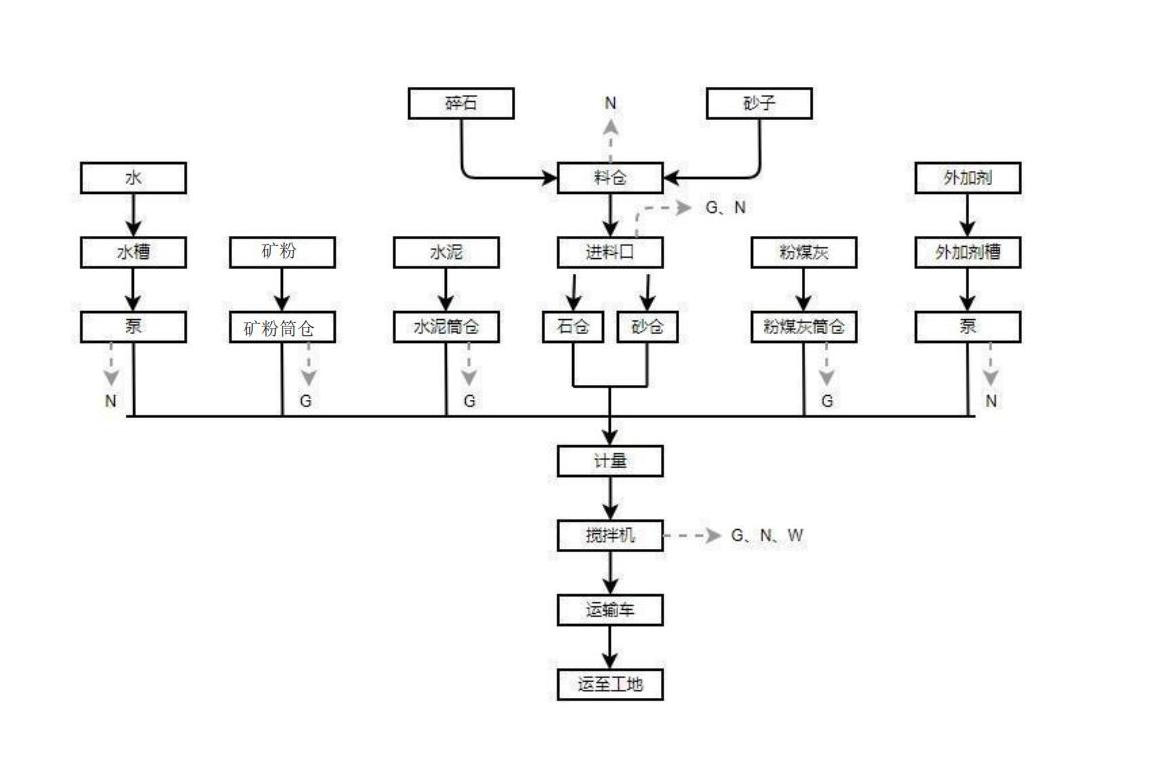 碎石
N
砂子
水
料仓
外加剂
G、N
水槽
矿粉
水泥
进料口
粉煤灰
外加剂槽
泵
矿粉筒仓
水泥筒仓
石仓
砂仓
粉煤灰筒仓
泵
N
G
G
G
N
计量
搅拌机
G、N、W
运输车
运至工地